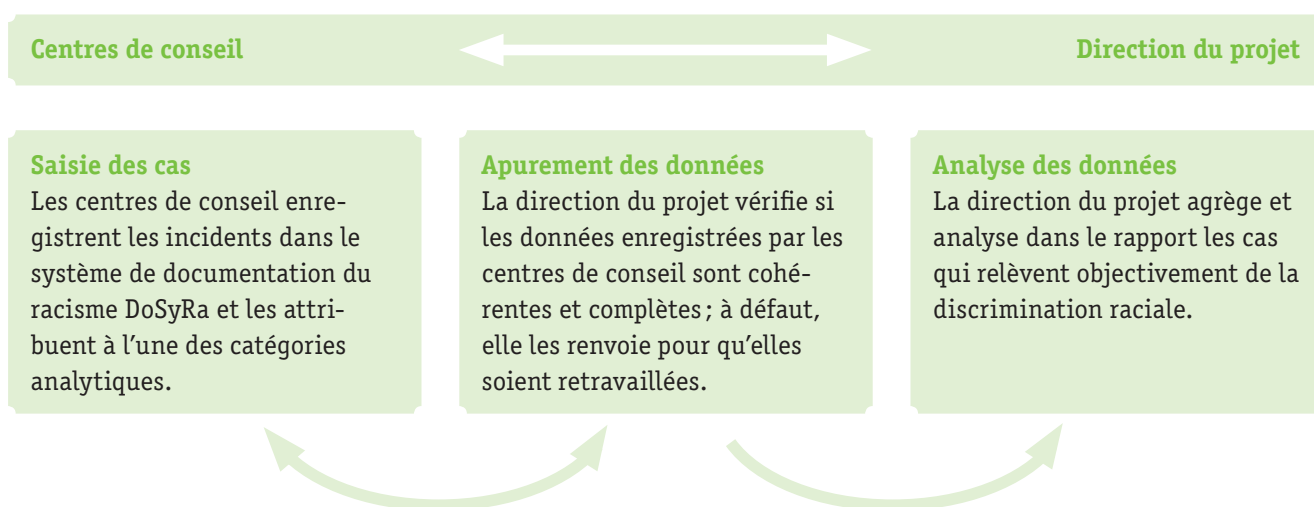 Centres de conseil
Direction du projet
Saisie des cas
Les centres de conseil enre-
gistrent les incidents dans le
système de documentation du
racisme DoSyRa et les attri-
buent à l’une des catégories
analytiques.
Apurement des données
La direction du projet vérifie si
les données enregistrées par les
centres de conseil sont cohé-
rentes et complètes ; à défaut,
elle les renvoie pour qu’elles
soient retravaillées.
Analyse des données
La direction du projet agrège et
analyse dans le rapport les cas
qui relèvent objectivement de la
discrimination raciale.